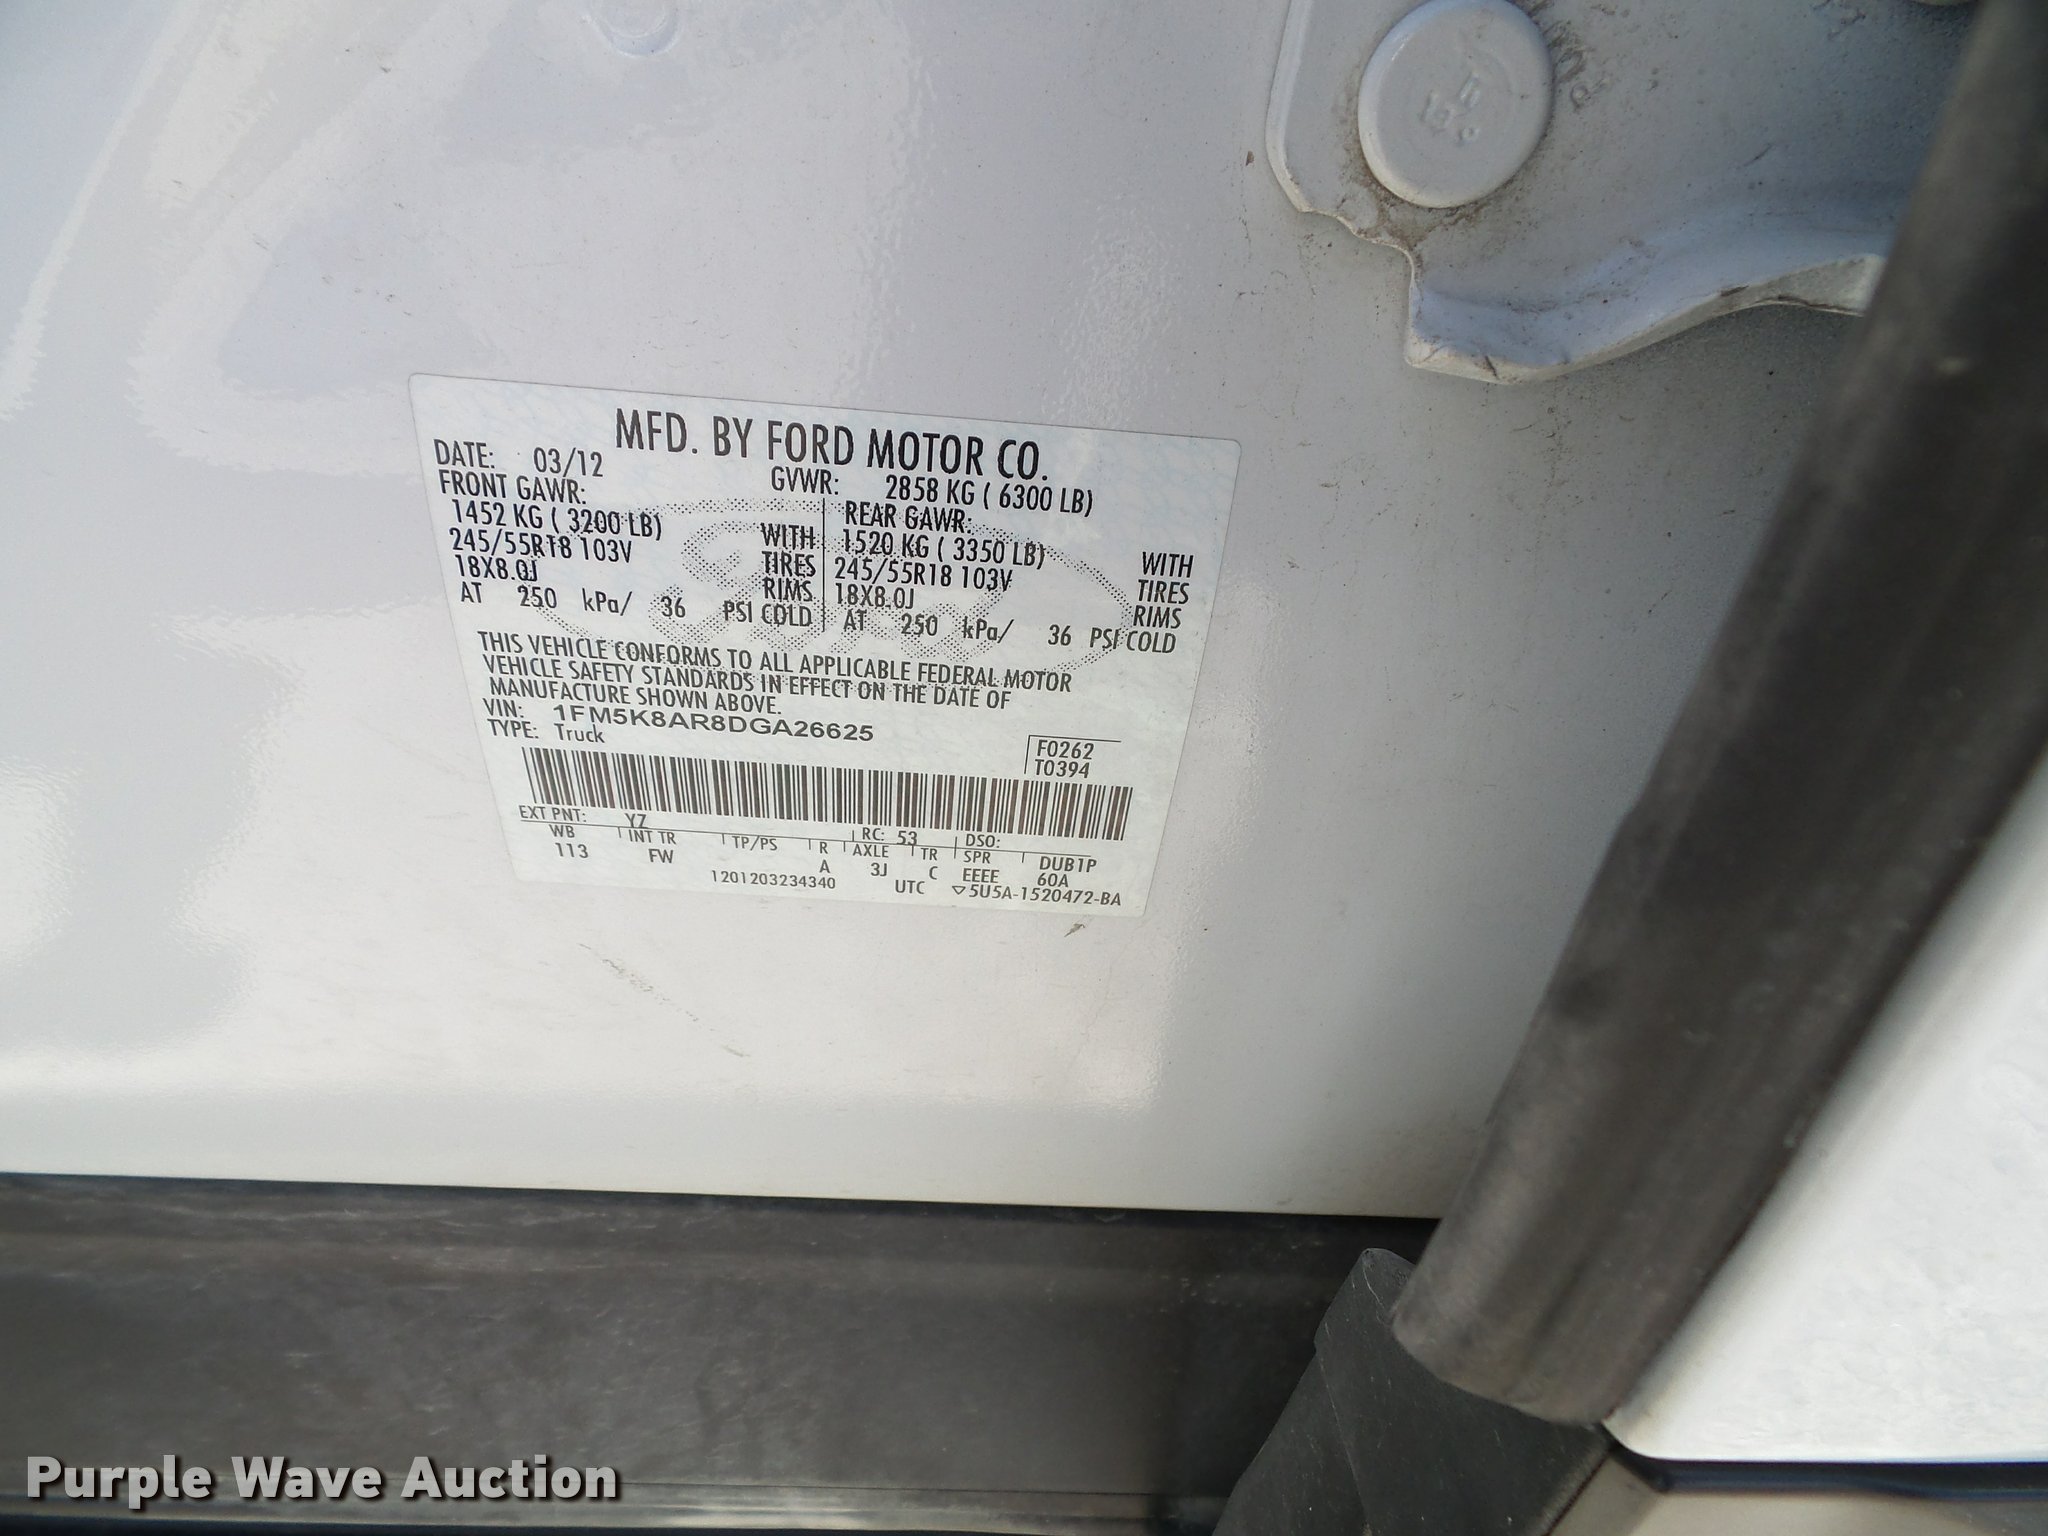 MFD. BY FORD MOTOR CO.
DATE: 03/12 GVWR: 2858 KG ( 6300 LB)
FRONT GAWR: REAR GAWR:
1452 KG ( 3200 LB) WITH 1520 KG ( 3350 LB) WITH
245/55R18 103V TIRES 245/55R18 103V TIRES
18X8.0J RIMS 18X8.0J RIMS
AT 250 kPa/ 36 PSI COLD AT 250 kPa/ 36 PSI COLD
THIS VEHICLE CONFORMS TO ALL APPLICABLE FEDERAL MOTOR
VEHICLE SAFETY STANDARDS IN EFFECT ON THE DATE OF
MANUFACTURE SHOWN ABOVE.
VIN: 1FM5K8AR8DGA26625
TYPE: Truck
F0262
T0394
EXT PNT: YZ RC: 53 DSO:
WB INT TR TP/PS R AXLE TR SPR DUB1P
113 FW A 3J C EEEE 60A
1201203234340 UTC ▽5U5A-1520472-BA
Purple Wave Auction